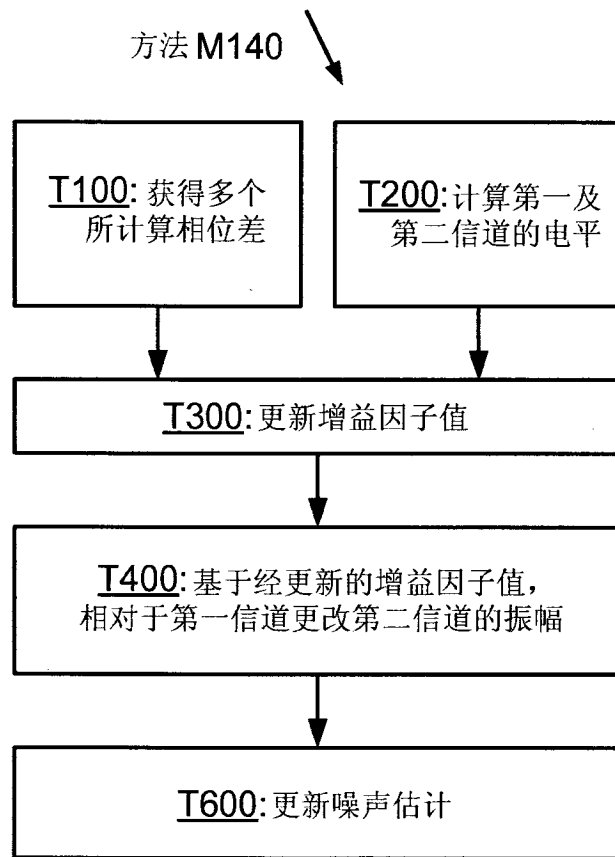 方法 M140
T100: 获得多个
所计算相位差
T200: 计算第一及
第二信道的电平
T300: 更新增益因子值
T400: 基于经更新的增益因子值，
相对于第一信道更改第二信道的振幅
T600: 更新噪声估计